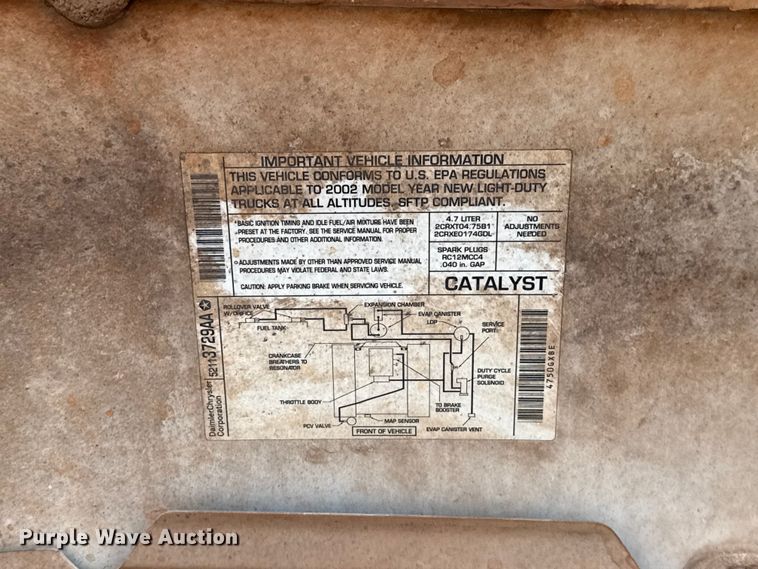 IMPORTANT VEHICLE INFORMATION
THIS VEHICLE CONFORMS TO U.S. EPA REGULATIONS
APPLICABLE TO 2002 MODEL YEAR NEW LIGHT-DUTY
TRUCKS AT ALL ALTITUDES, SFTP COMPLIANT.
*BASIC IGNITION TIMING AND IDLE FUEL/AIR MIXTURE HAVE BEEN
PRESET AT THE FACTORY. SEE THE SERVICE MANUAL FOR PROPER
PROCEDURES AND OTHER ADDITIONAL INFORMATION.
ADJUSTMENTS MADE BY OTHER THAN APPROVED SERVICE MANUAL
PROCEDURES MAY VIOLATE FEDERAL AND STATE LAWS.
CAUTION: APPLY PARKING BRAKE WHEN SERVICING VEHICLE.
4.7 LITER
2CRXT04.75B1
2CRXE0174GDL
NO
ADJUSTMENTS
NEEDED
SPARK PLUGS
RC12MCC4
.040 in. GAP
CATALYST
ROLLOVER VALVE
W/ORIFICE
EXPANSION CHAMBER
EVAP CANISTER
FUEL TANK
LDP
SERVICE
PORT
CRANKCASE
BREATHERS TO
RESONATOR
DUTY CYCLE
PURGE
SOLENOID
THROTTLE BODY
TO BRAKE
BOOSTER
PCV VALVE
MAP SENSOR
FRONT OF VEHICLE
EVAP CANISTER VENT
DaimlerChrysler
Corporation
52113729AA
4750GXBE
Purple Wave Auction